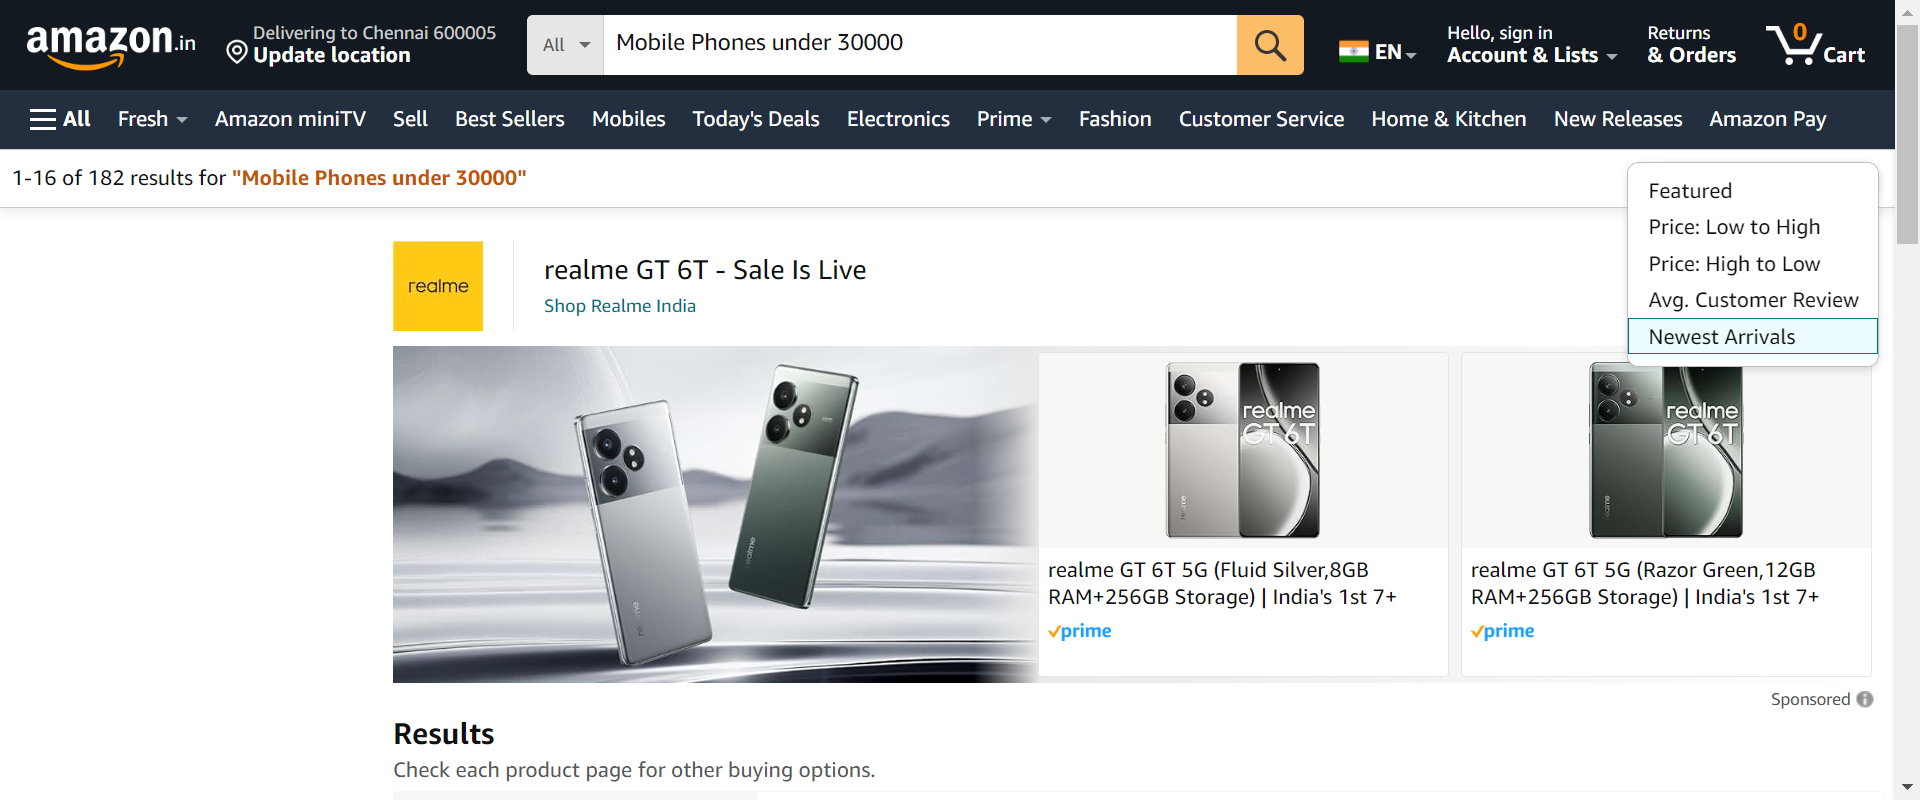 amazon.in
Delivering to Chennai 600005
Update location
All
Mobile Phones under 30000
EN
Hello, sign in
Account & Lists
Returns
& Orders
0
Cart
All
Fresh
Amazon miniTV
Sell
Best Sellers
Mobiles
Today's Deals
Electronics
Prime
Fashion
Customer Service
Home & Kitchen
New Releases
Amazon Pay
1-16 of 182 results for "Mobile Phones under 30000"
Featured
Price: Low to High
Price: High to Low
Avg. Customer Review
Newest Arrivals
realme
realme GT 6T - Sale Is Live
Shop Realme India
realme
realme
realme
realme
GT 6T
realme
realme
GT 6T
realme GT 6T 5G (Fluid Silver,8GB
RAM+256GB Storage) | India's 1st 7+
prime
realme GT 6T 5G (Razor Green,12GB
RAM+256GB Storage) | India's 1st 7+
prime
Sponsored
Results
Check each product page for other buying options.